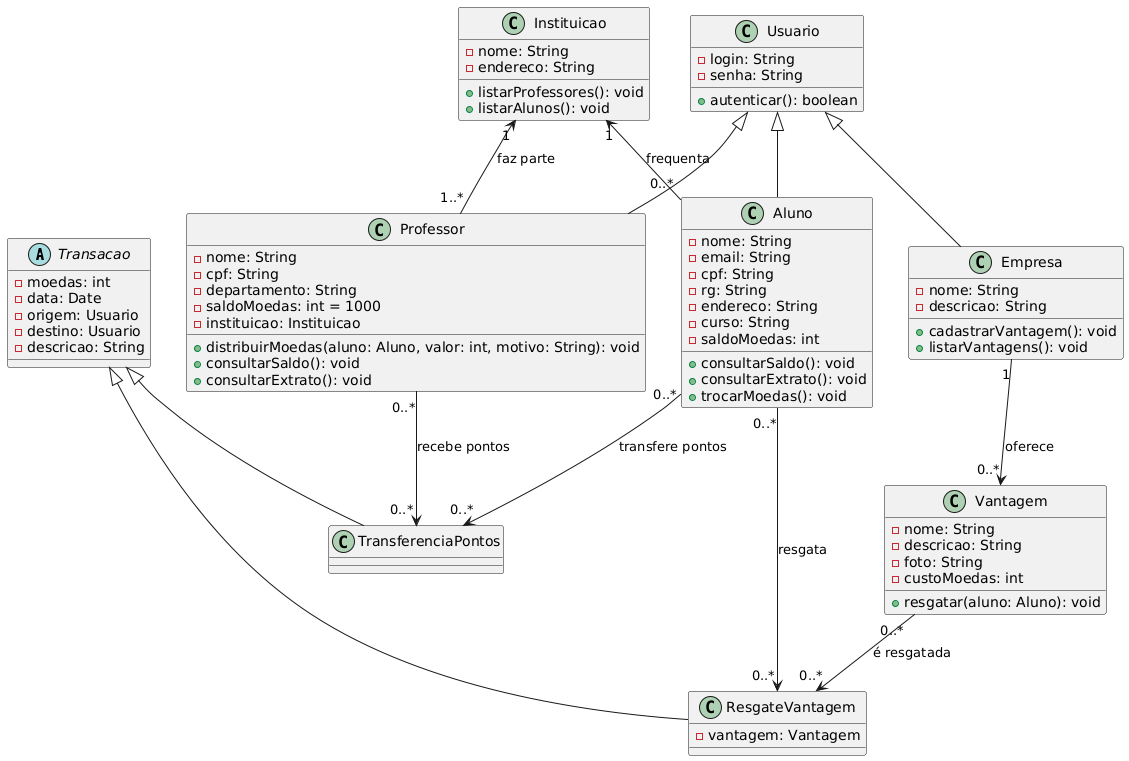 C Instituicao
nome: String
endereco: String
listarProfessores(): void
listarAlunos(): void
C Usuario
login: String
senha: String
autenticar(): boolean
1
1
faz parte
frequenta
1..*
0..*
A Transacao
moedas: int
data: Date
origem: Usuario
destino: Usuario
descricao: String
C Professor
nome: String
cpf: String
departamento: String
saldoMoedas: int = 1000
instituicao: Instituicao
distribuirMoedas(aluno: Aluno, valor: int, motivo: String): void
consultarSaldo(): void
consultarExtrato(): void
C Aluno
nome: String
email: String
cpf: String
rg: String
endereco: String
curso: String
saldoMoedas: int
consultarSaldo(): void
consultarExtrato(): void
trocarMoedas(): void
C Empresa
nome: String
descricao: String
cadastrarVantagem(): void
listarVantagens(): void
0..*
0..*
0..*
1
recebe pontos
transfere pontos
oferece
0..*
0..*
0..*
C TransferenciaPontos
resgata
C Vantagem
nome: String
descricao: String
foto: String
custoMoedas: int
resgatar(aluno: Aluno): void
0..*
é resgatada
0..*
0..*
C ResgateVantagem
vantagem: Vantagem